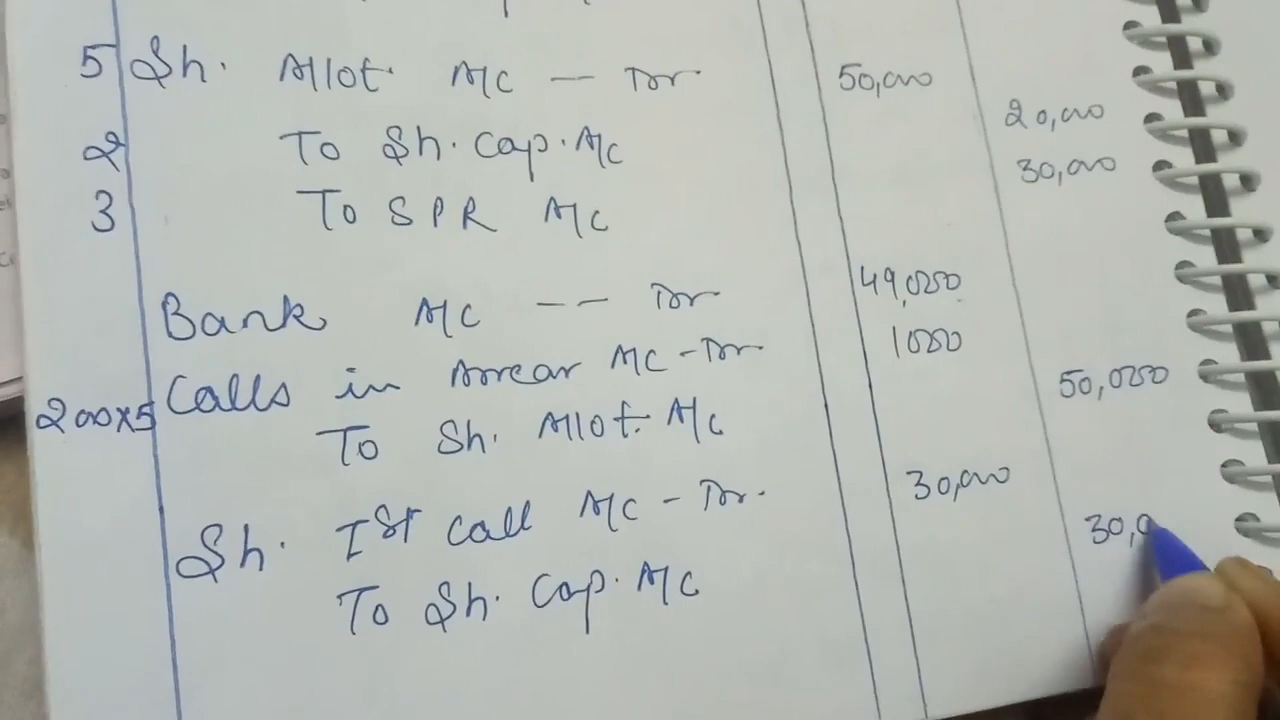 5 Sh. Allot. A/C -- Dr 50,000
2 To Sh. Cap. A/C 20,000
3 To SPR A/C 30,000
Bank A/C -- Dr 49,000
200x5 Calls in Arrear A/C - Dr 1000
To Sh. Allot. A/C 50,000
Sh. Ist Call A/C - Dr. 30,000
To Sh. Cap. A/C 30,0